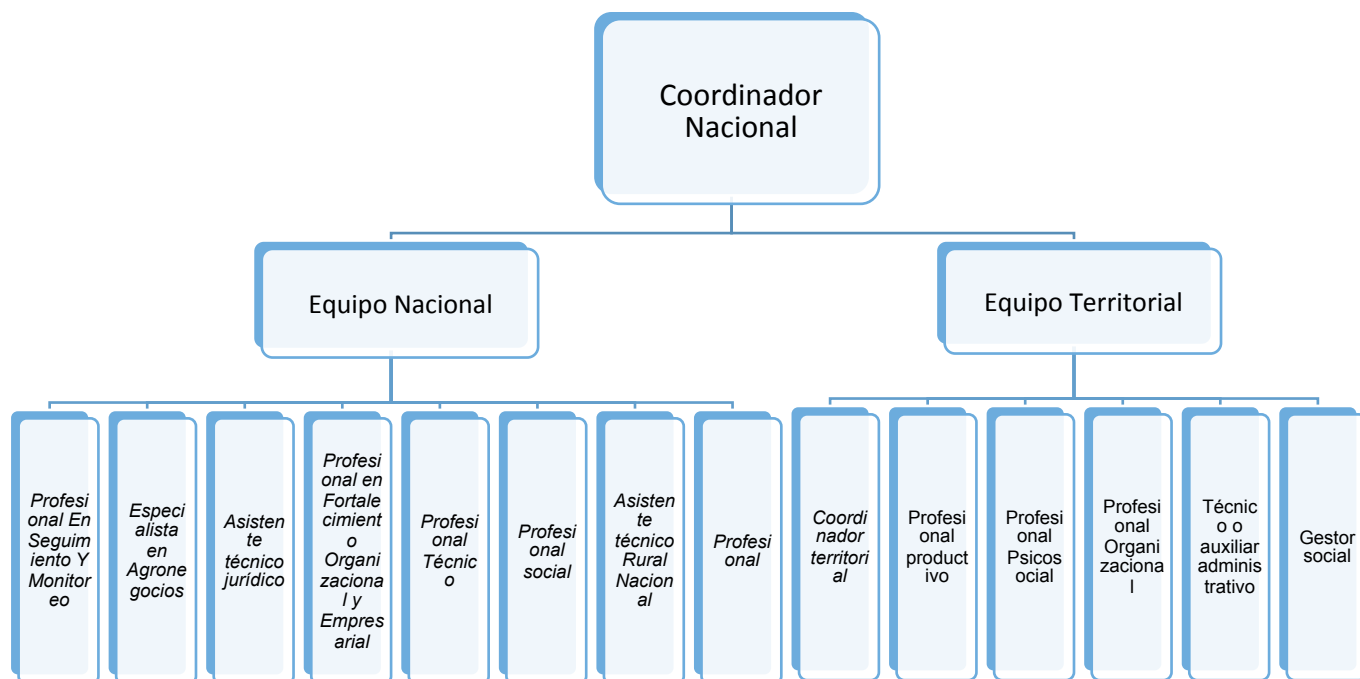 Coordinador
Nacional
Equipo Nacional
Equipo Territorial
Profesi
onal En
Seguim
iento Y
Monitor
eo
Especi
alista
en
Agrone
gocios
Asisten
te
técnico
jurídico
Profesi
onal en
Fortale
cimient
o
Organi
zaciona
l y
Empres
arial
Profesi
onal
Técnic
o
Profesi
onal
social
Asisten
te
técnico
Rural
Nacion
al
Profesi
onal
Coordi
nador
territori
al
Profesi
onal
product
ivo
Profesi
onal
Psicos
ocial
Profesi
onal
Organi
zaciona
l
Técnic
o o
auxiliar
adminis
trativo
Gestor
social